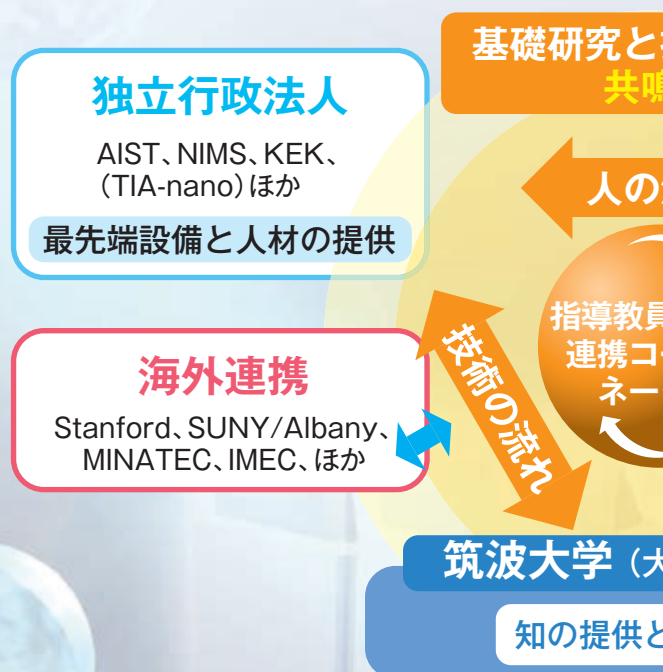 基礎研究と
共鳴
独立行政法人
AIST、NIMS、KEK、
（TIA-nano）ほか
最先端設備と人材の提供
人の
指導教員
連携コー
ネー
技術の流れ
海外連携
Stanford、SUNY/Albany、
MINATEC、IMEC、ほか
筑波大学（大
知の提供と